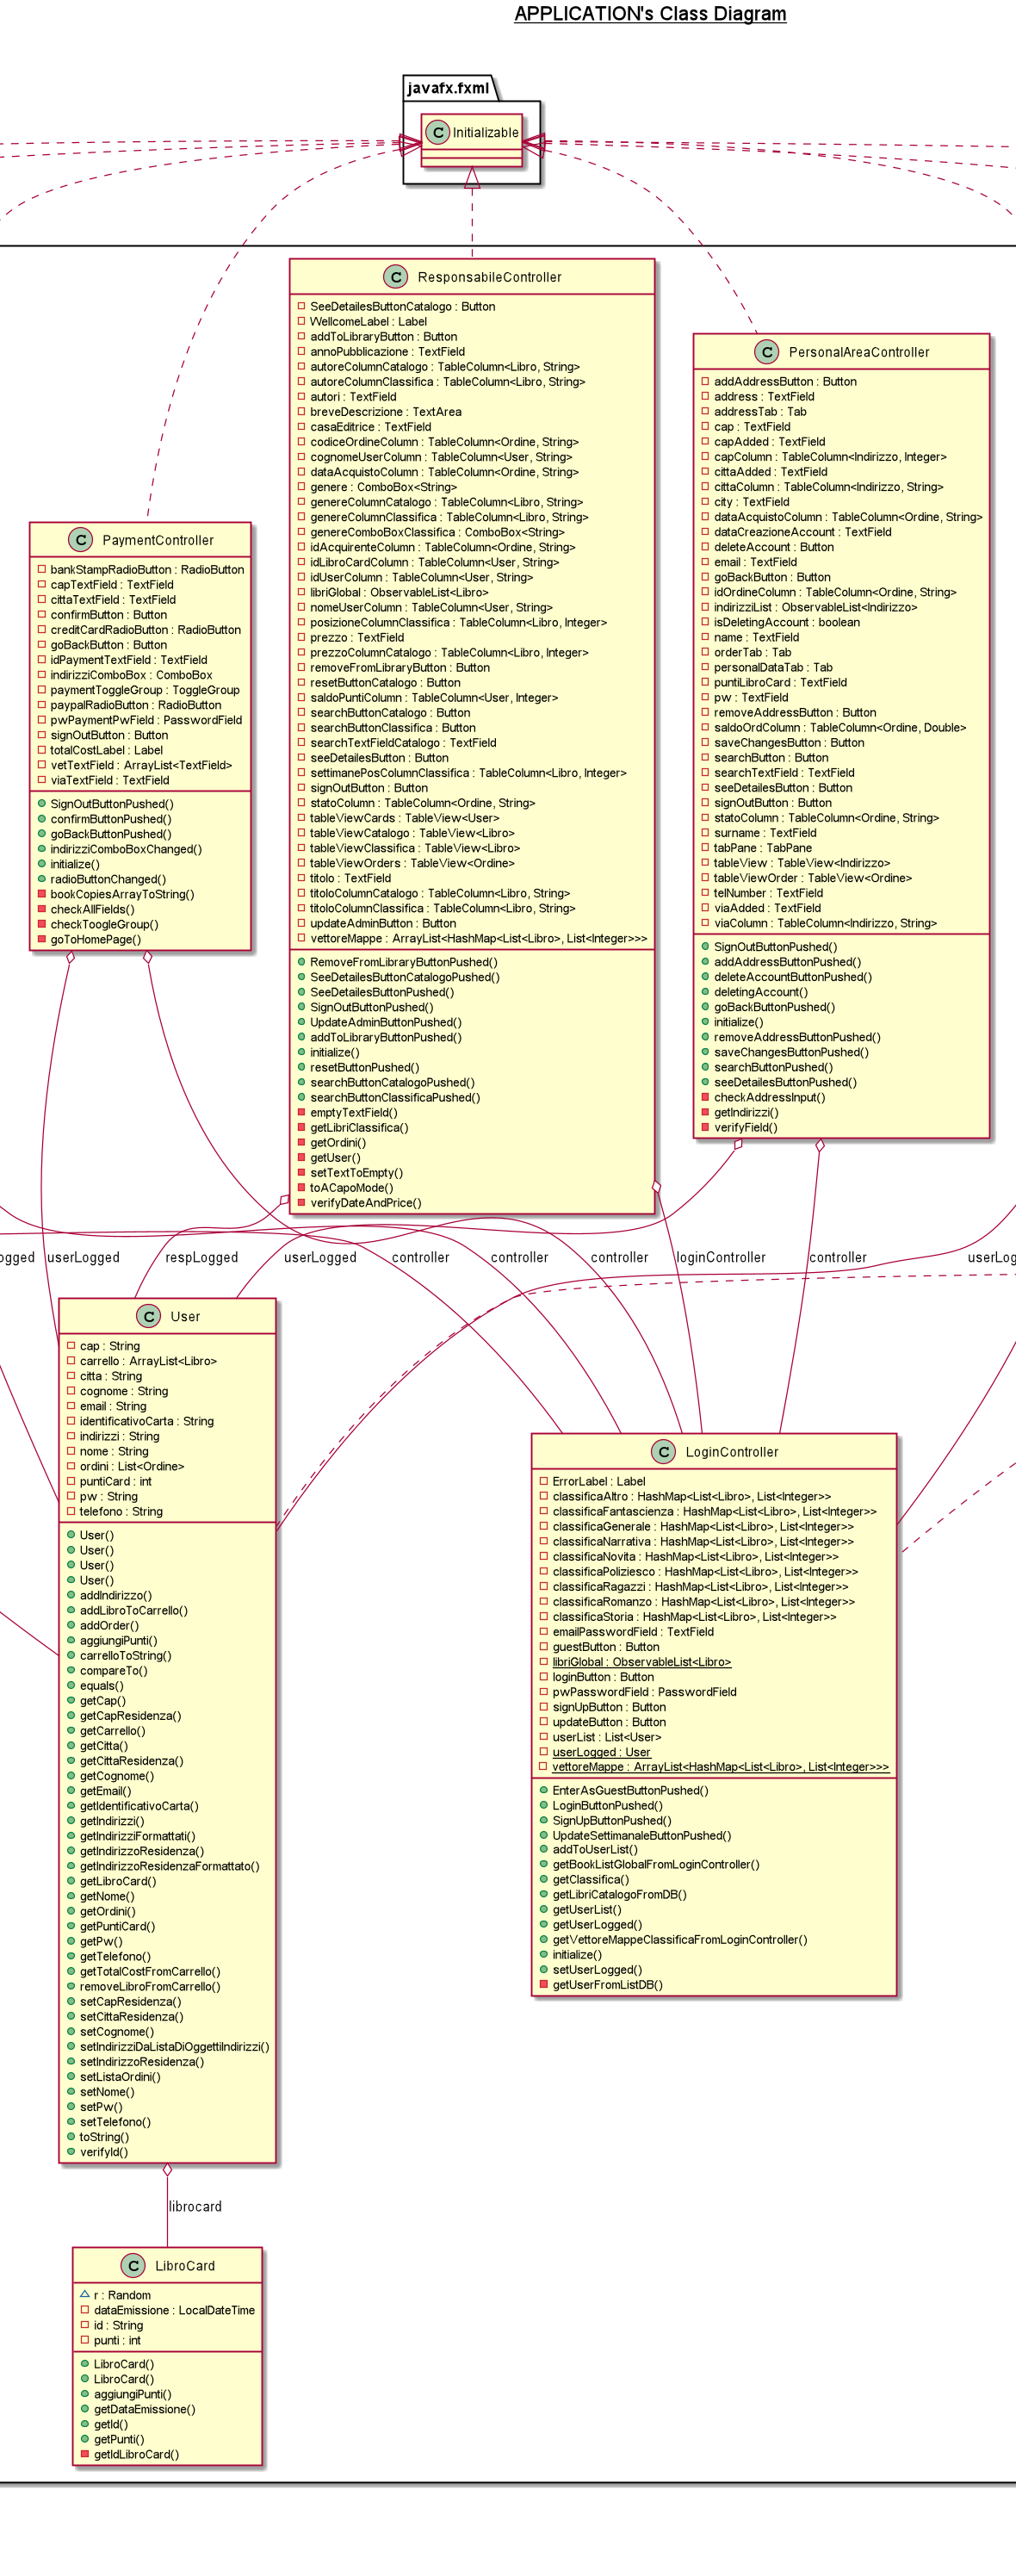 APPLICATION's Class Diagram
javafx.fxml
C Initializable
C ResponsabileController
SeeDetailesButtonCatalogo : Button
WellcomeLabel : Label
addToLibraryButton : Button
annoPubblicazione : TextField
autoreColumnCatalogo : TableColumn<Libro, String>
autoreColumnClassifica : TableColumn<Libro, String>
autori : TextField
breveDescrizione : TextArea
casaEditrice : TextField
codiceOrdineColumn : TableColumn<Ordine, String>
cognomeUserColumn : TableColumn<User, String>
dataAcquistoColumn : TableColumn<Ordine, String>
genere : ComboBox<String>
genereColumnCatalogo : TableColumn<Libro, String>
genereColumnClassifica : TableColumn<Libro, String>
genereComboBoxClassifica : ComboBox<String>
idAcquirenteColumn : TableColumn<Ordine, String>
idLibroCardColumn : TableColumn<User, String>
idUserColumn : TableColumn<User, String>
libriGlobal : ObservableList<Libro>
nomeUserColumn : TableColumn<User, String>
posizioneColumnClassifica : TableColumn<Libro, Integer>
prezzo : TextField
prezzoColumnCatalogo : TableColumn<Libro, Integer>
removeFromLibraryButton : Button
resetButtonCatalogo : Button
saldoPuntiColumn : TableColumn<User, Integer>
searchButtonCatalogo : Button
searchButtonClassifica : Button
searchTextFieldCatalogo : TextField
seeDetailesButton : Button
settimanePosColumnClassifica : TableColumn<Libro, Integer>
signOutButton : Button
statoColumn : TableColumn<Ordine, String>
tableViewCards : TableView<User>
tableViewCatalogo : TableView<Libro>
tableViewClassifica : TableView<Libro>
tableViewOrders : TableView<Ordine>
titolo : TextField
titoloColumnCatalogo : TableColumn<Libro, String>
titoloColumnClassifica : TableColumn<Libro, String>
updateAdminButton : Button
vettoreMappe : ArrayList<HashMap<List<Libro>, List<Integer>>>
RemoveFromLibraryButtonPushed()
SeeDetailesButtonCatalogoPushed()
SeeDetailesButtonPushed()
SignOutButtonPushed()
UpdateAdminButtonPushed()
addToLibraryButtonPushed()
initialize()
resetButtonPushed()
searchButtonCatalogoPushed()
searchButtonClassificaPushed()
emptyTextField()
getLibriClassifica()
getOrdini()
getUser()
setTextToEmpty()
toACapoMode()
verifyDateAndPrice()
C PersonalAreaController
addAddressButton : Button
address : TextField
addressTab : Tab
cap : TextField
capAdded : TextField
capColumn : TableColumn<Indirizzo, Integer>
cittaAdded : TextField
cittaColumn : TableColumn<Indirizzo, String>
city : TextField
dataAcquistoColumn : TableColumn<Ordine, String>
dataCreazioneAccount : TextField
deleteAccount : Button
email : TextField
goBackButton : Button
idOrdineColumn : TableColumn<Ordine, String>
indirizziList : ObservableList<Indirizzo>
isDeletingAccount : boolean
name : TextField
orderTab : Tab
personalDataTab : Tab
puntiLibroCard : TextField
pw : TextField
removeAddressButton : Button
saldoOrdColumn : TableColumn<Ordine, Double>
saveChangesButton : Button
searchButton : Button
searchTextField : TextField
seeDetailesButton : Button
signOutButton : Button
statoColumn : TableColumn<Ordine, String>
surname : TextField
tabPane : TabPane
tableView : TableView<Indirizzo>
tableViewOrder : TableView<Ordine>
telNumber : TextField
viaAdded : TextField
viaColumn : TableColumn<Indirizzo, String>
SignOutButtonPushed()
addAddressButtonPushed()
deleteAccountButtonPushed()
deletingAccount()
goBackButtonPushed()
initialize()
removeAddressButtonPushed()
saveChangesButtonPushed()
searchButtonPushed()
seeDetailesButtonPushed()
checkAddressInput()
getIndirizzi()
verifyField()
C PaymentController
bankStampRadioButton : RadioButton
capTextField : TextField
cittaTextField : TextField
confirmButton : Button
creditCardRadioButton : RadioButton
goBackButton : Button
idPaymentTextField : TextField
indirizziComboBox : ComboBox
paymentToggleGroup : ToggleGroup
paypalRadioButton : RadioButton
pwPaymentPwField : PasswordField
signOutButton : Button
totalCostLabel : Label
vetTextField : ArrayList<TextField>
viaTextField : TextField
SignOutButtonPushed()
confirmButtonPushed()
goBackButtonPushed()
indirizziComboBoxChanged()
initialize()
radioButtonChanged()
bookCopiesArrayToString()
checkAllFields()
checkToogleGroup()
goToHomePage()
ogged userLogged respLogged userLogged controller controller controller loginController controller userLog
C User
cap : String
carrello : ArrayList<Libro>
citta : String
cognome : String
email : String
identificativoCarta : String
indirizzi : String
nome : String
ordini : List<Ordine>
puntiCard : int
pw : String
telefono : String
User()
User()
User()
User()
addIndirizzo()
addLibroToCarrello()
addOrder()
aggiungiPunti()
carrelloToString()
compareTo()
equals()
getCap()
getCapResidenza()
getCarrello()
getCitta()
getCittaResidenza()
getCognome()
getEmail()
getIdentificativoCarta()
getIndirizzi()
getIndirizziFormattati()
getIndirizzoResidenza()
getIndirizzoResidenzaFormattato()
getLibroCard()
getNome()
getOrdini()
getPuntiCard()
getPw()
getTelefono()
getTotalCostFromCarrello()
removeLibroFromCarrello()
setCapResidenza()
setCittaResidenza()
setCognome()
setIndirizziDaListaDiOggettiIndirizzi()
setIndirizzoResidenza()
setListaOrdini()
setNome()
setPw()
setTelefono()
toString()
verifyId()
C LoginController
ErrorLabel : Label
classificaAltro : HashMap<List<Libro>, List<Integer>>
classificaFantascienza : HashMap<List<Libro>, List<Integer>>
classificaGenerale : HashMap<List<Libro>, List<Integer>>
classificaNarrativa : HashMap<List<Libro>, List<Integer>>
classificaNovita : HashMap<List<Libro>, List<Integer>>
classificaPoliziesco : HashMap<List<Libro>, List<Integer>>
classificaRagazzi : HashMap<List<Libro>, List<Integer>>
classificaRomanzo : HashMap<List<Libro>, List<Integer>>
classificaStoria : HashMap<List<Libro>, List<Integer>>
emailPasswordField : TextField
guestButton : Button
libriGlobal : ObservableList<Libro>
loginButton : Button
pwPasswordField : PasswordField
signUpButton : Button
updateButton : Button
userList : List<User>
userLogged : User
vettoreMappe : ArrayList<HashMap<List<Libro>, List<Integer>>>
EnterAsGuestButtonPushed()
LoginButtonPushed()
SignUpButtonPushed()
UpdateSettimanaleButtonPushed()
addToUserList()
getBookListGlobalFromLoginController()
getClassifica()
getLibriCatalogoFromDB()
getUserList()
getUserLogged()
getVettoreMappeClassificaFromLoginController()
initialize()
setUserLogged()
getUserFromListDB()
librocard
C LibroCard
r : Random
dataEmissione : LocalDateTime
id : String
punti : int
LibroCard()
LibroCard()
aggiungiPunti()
getDataEmissione()
getId()
getPunti()
getIdLibroCard()